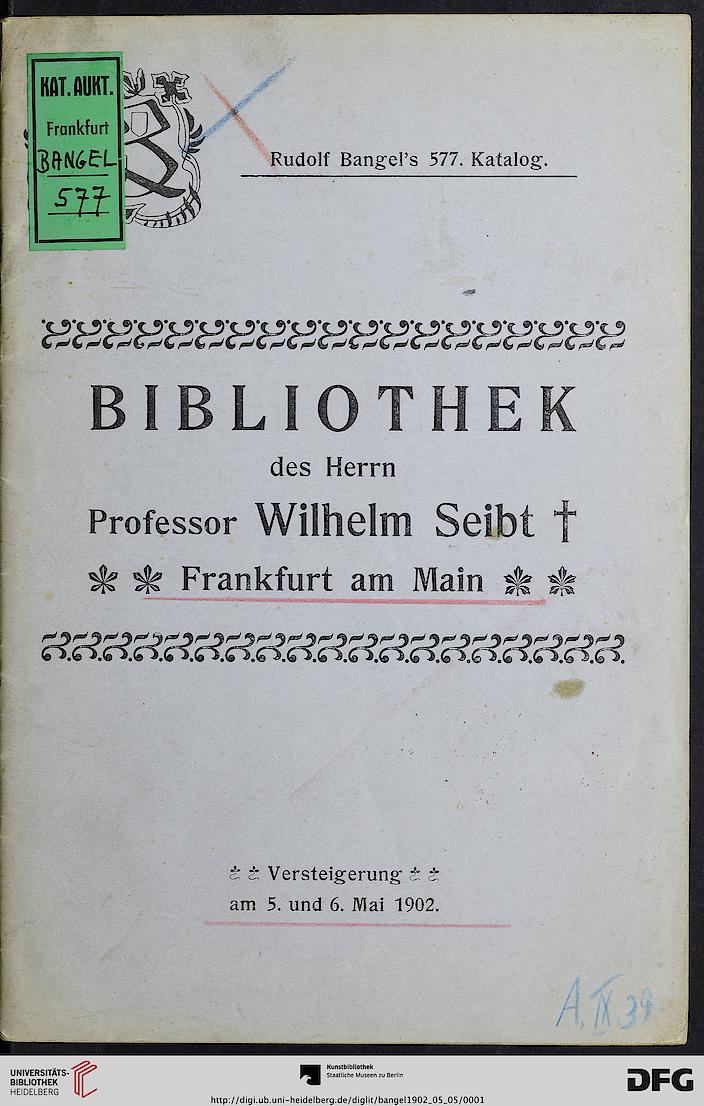 KAT. AUKT.
Frankfurt
BANGEL
577
Rudolf Bangel's 577. Katalog.
BIBLIOTHEK
des Herrn
Professor Wilhelm Seibt †
Frankfurt am Main
Versteigerung
am 5. und 6. Mai 1902.
A. IX. 39.
UNIVERSITÄTS-
BIBLIOTHEK
HEIDELBERG
Kunstbibliothek
Staatliche Museen zu Berlin
DFG
http://digi.ub.uni-heidelberg.de/diglit/bangel1902_05_05/0001